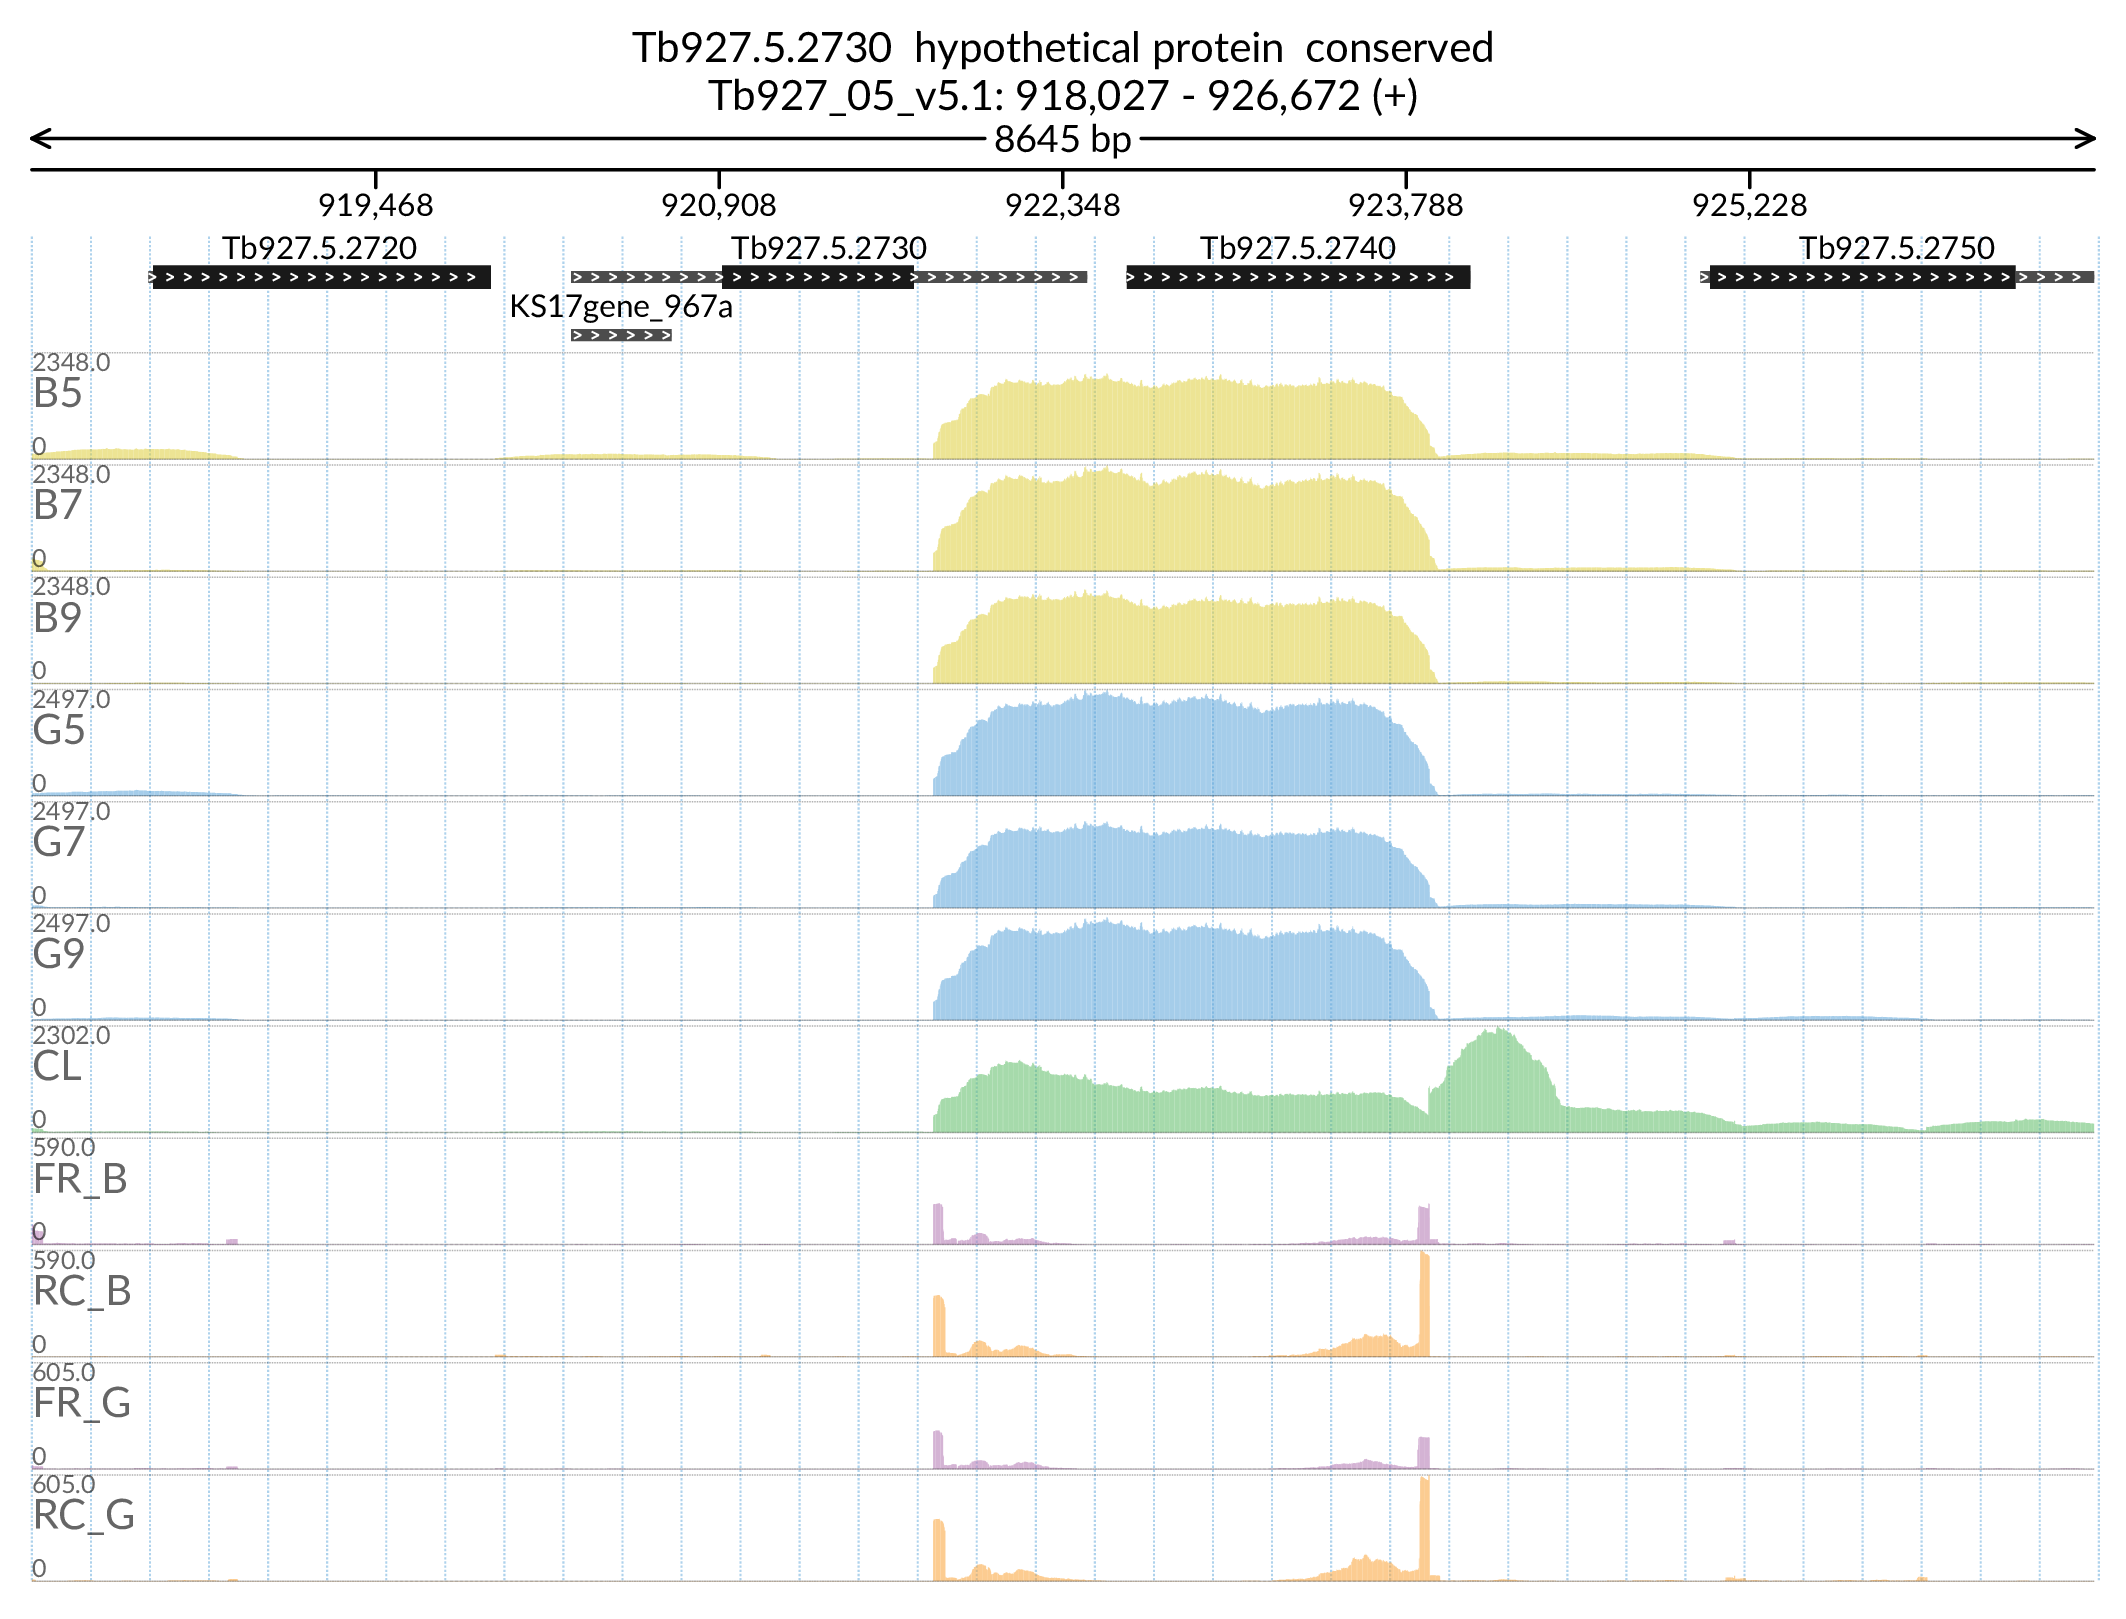 Tb927.5.2730  hypothetical protein  conserved
Tb927_05_v5.1: 918,027 - 926,672 (+)
8645 bp
919,468 920,908 922,348 923,788 925,228
Tb927.5.2720 Tb927.5.2730 Tb927.5.2740 Tb927.5.2750
KS17gene_967a
2348.0
B5
0
2348.0
B7
0
2348.0
B9
0
2497.0
G5
0
2497.0
G7
0
2497.0
G9
0
2302.0
CL
0
590.0
FR_B
0
590.0
RC_B
0
605.0
FR_G
0
605.0
RC_G
0